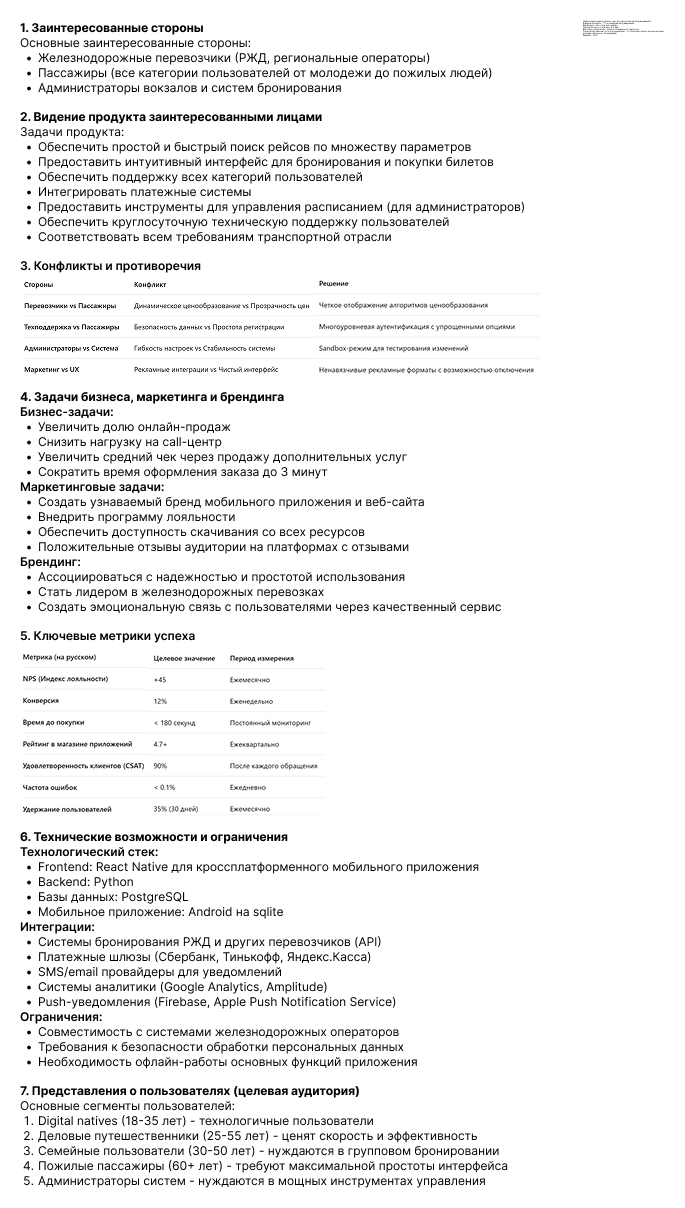 1. Заинтересованные стороны
Основные заинтересованные стороны:
• Железнодорожные перевозчики (РЖД, региональные операторы)
• Пассажиры (все категории пользователей от молодежи до пожилых людей)
• Администраторы вокзалов и систем бронирования
2. Видение продукта заинтересованными лицами
Задачи продукта:
• Обеспечить простой и быстрый поиск рейсов по множеству параметров
• Предоставить интуитивный интерфейс для бронирования и покупки билетов
• Обеспечить поддержку всех категорий пользователей
• Интегрировать платежные системы
• Предоставить инструменты для управления расписанием (для администраторов)
• Обеспечить круглосуточную техническую поддержку пользователей
• Соответствовать всем требованиям транспортной отрасли
3. Конфликты и противоречия
Стороны Конфликт Решение
Перевозчики vs Пассажиры Динамическое ценообразование vs Прозрачность цен Четкое отображение алгоритмов ценообразования
Техподдержка vs Пассажиры Безопасность данных vs Простота регистрации Многоуровневая аутентификация с упрощенными опциями
Администраторы vs Система Гибкость настроек vs Стабильность системы Sandbox-режим для тестирования изменений
Маркетинг vs UX Рекламные интеграции vs Чистый интерфейс Ненавязчивые рекламные форматы с возможностью отключения
4. Задачи бизнеса, маркетинга и брендинга
Бизнес-задачи:
• Увеличить долю онлайн-продаж
• Снизить нагрузку на call-центр
• Увеличить средний чек через продажу дополнительных услуг
• Сократить время оформления заказа до 3 минут
Маркетинговые задачи:
• Создать узнаваемый бренд мобильного приложения и веб-сайта
• Внедрить программу лояльности
• Обеспечить доступность скачивания со всех ресурсов
• Положительные отзывы аудитории на платформах с отзывами
Брендинг:
• Ассоциироваться с надежностью и простотой использования
• Стать лидером в железнодорожных перевозках
• Создать эмоциональную связь с пользователями через качественный сервис
5. Ключевые метрики успеха
Метрика (на русском) Целевое значение Период измерения
NPS (Индекс лояльности) +45 Ежемесячно
Конверсия 12% Еженедельно
Время до покупки < 180 секунд Постоянный мониторинг
Рейтинг в магазине приложений 4.7+ Ежеквартально
Удовлетворенность клиентов (CSAT) 90% После каждого обращения
Частота ошибок < 0.1% Ежедневно
Удержание пользователей 35% (30 дней) Ежемесячно
6. Технические возможности и ограничения
Технологический стек:
• Frontend: React Native для кроссплатформенного мобильного приложения
• Backend: Python
• Базы данных: PostgreSQL
• Мобильное приложение: Android на sqlite
Интеграции:
• Системы бронирования РЖД и других перевозчиков (API)
• Платежные шлюзы (Сбербанк, Тинькофф, Яндекс.Касса)
• SMS/email провайдеры для уведомлений
• Системы аналитики (Google Analytics, Amplitude)
• Push-уведомления (Firebase, Apple Push Notification Service)
Ограничения:
• Совместимость с системами железнодорожных операторов
• Требования к безопасности обработки персональных данных
• Необходимость офлайн-работы основных функций приложения
7. Представления о пользователях (целевая аудитория)
Основные сегменты пользователей:
1. Digital natives (18-35 лет) - технологичные пользователи
2. Деловые путешественники (25-55 лет) - ценят скорость и эффективность
3. Семейные пользователи (30-50 лет) - нуждаются в групповом бронировании
4. Пожилые пассажиры (60+ лет) - требуют максимальной простоты интерфейса
5. Администраторы систем - нуждаются в мощных инструментах управления